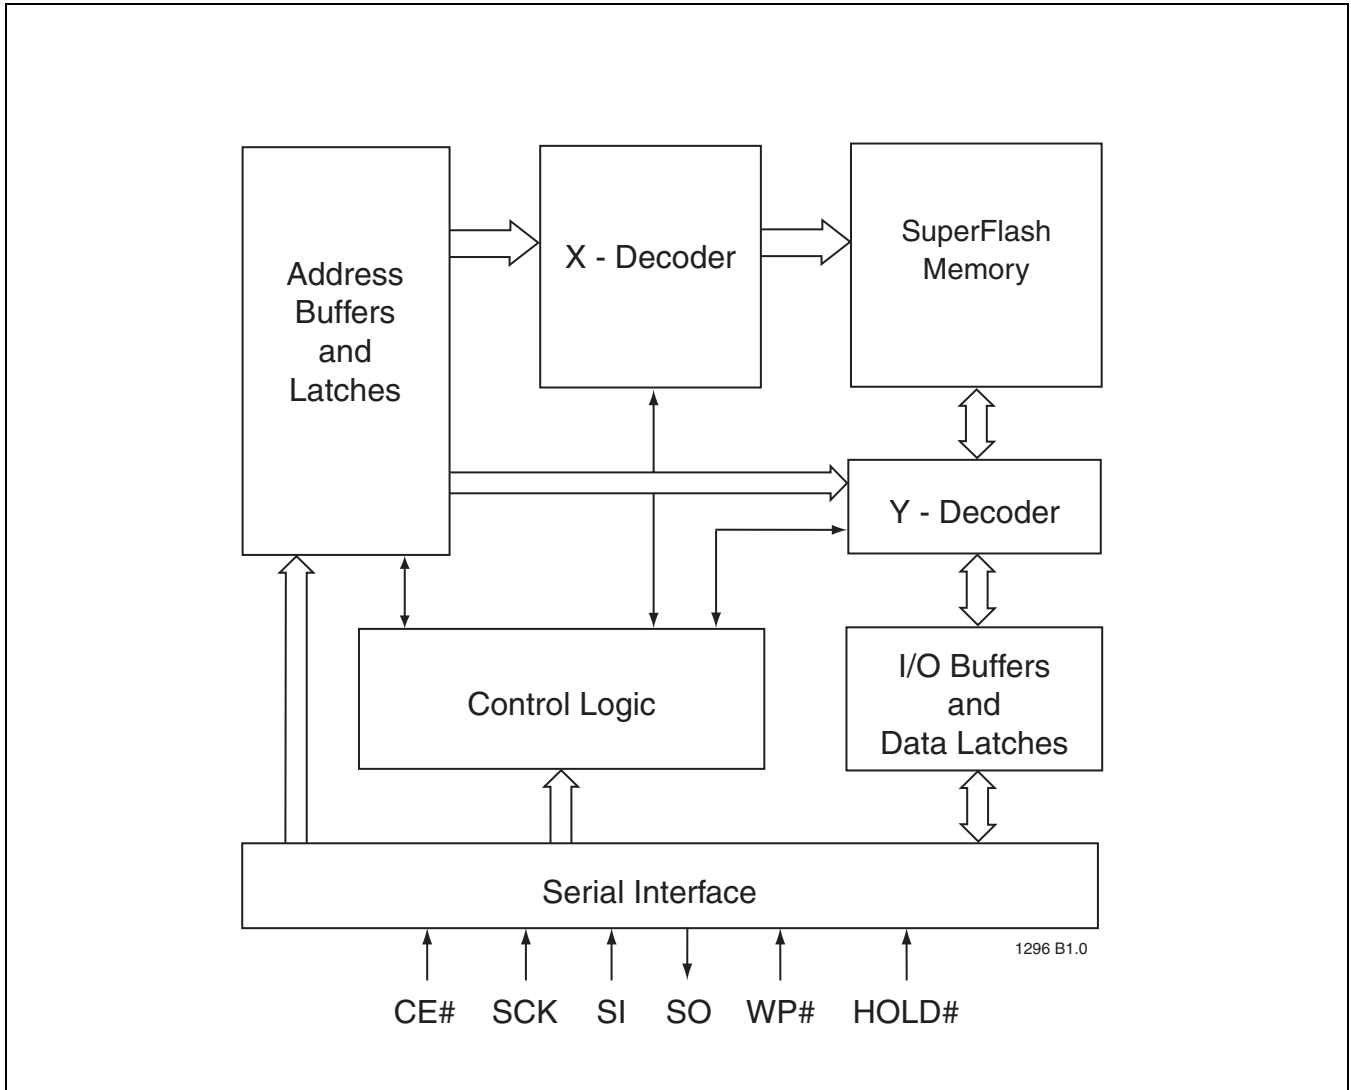 Address
Buffers
and
Latches
X - Decoder
SuperFlash
Memory
Y - Decoder
Control Logic
I/O Buffers
and
Data Latches
Serial Interface
1296 B1.0
CE#
SCK
SI
SO
WP#
HOLD#